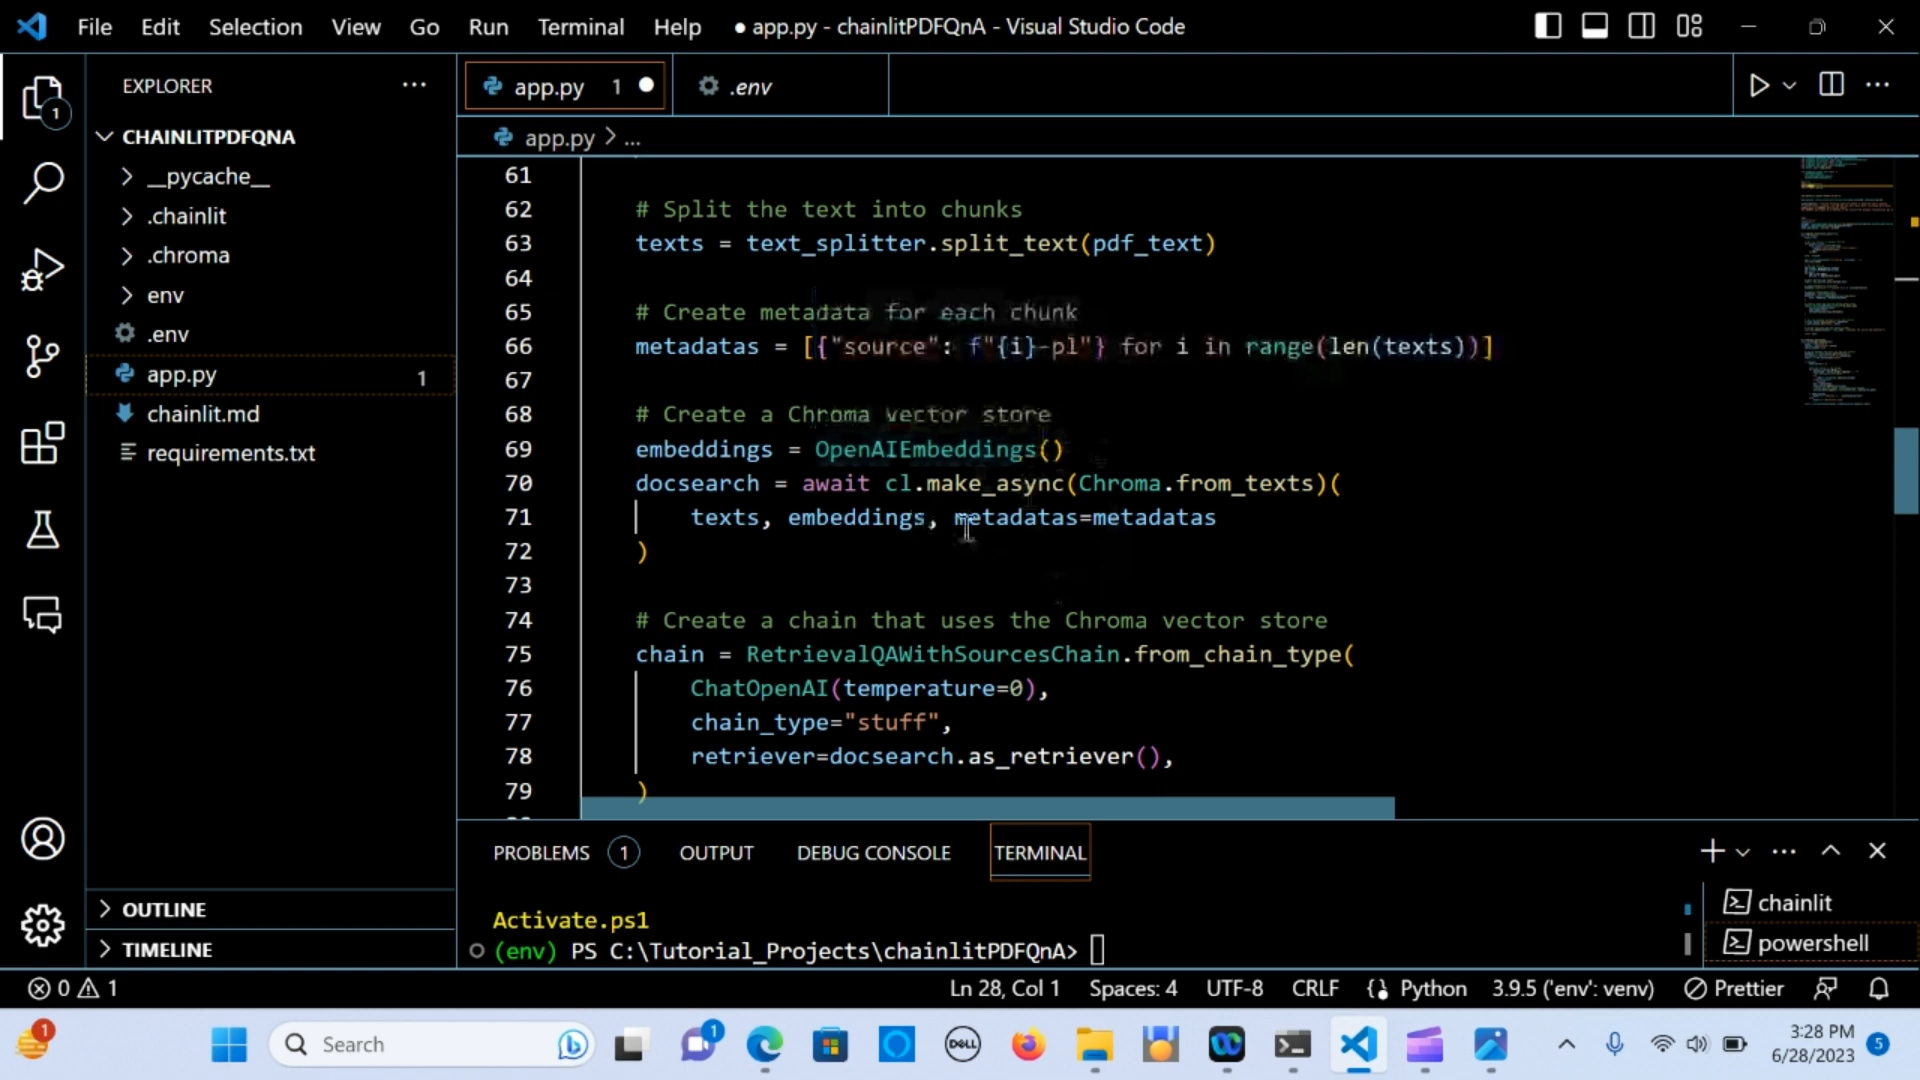 File Edit Selection View Go Run Terminal Help ● app.py - chainlitPDFQnA - Visual Studio Code
EXPLORER
CHAINLITPDFQNA
__pycache__
.chainlit
.chroma
env
.env
app.py 1
chainlit.md
requirements.txt
OUTLINE
TIMELINE
1
app.py 1 .env
app.py > ...
61
62 # Split the text into chunks
63 texts = text_splitter.split_text(pdf_text)
64
65 # Create metadata for each chunk
66 metadatas = [{"source": f"{i}-pl"} for i in range(len(texts))]
67
68 # Create a Chroma vector store
69 embeddings = OpenAIEmbeddings()
70 docsearch = await cl.make_async(Chroma.from_texts)(
71 texts, embeddings, metadatas=metadatas
72 )
73
74 # Create a chain that uses the Chroma vector store
75 chain = RetrievalQAWithSourcesChain.from_chain_type(
76 ChatOpenAI(temperature=0),
77 chain_type="stuff",
78 retriever=docsearch.as_retriever(),
79 )
PROBLEMS 1 OUTPUT DEBUG CONSOLE TERMINAL
Activate.ps1
(env) PS C:\Tutorial_Projects\chainlitPDFQnA>
chainlit
powershell
0 1 Ln 28, Col 1 Spaces: 4 UTF-8 CRLF Python 3.9.5 ('env': venv) Prettier
1 Search 1 DELL 3:28 PM
6/28/2023 5